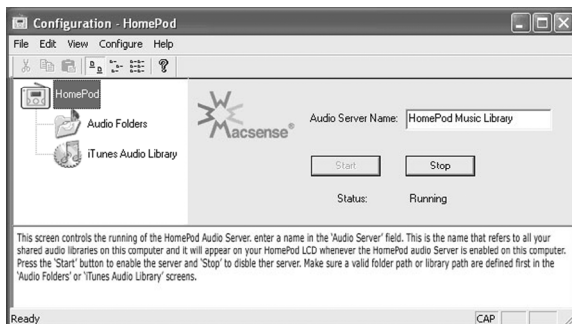 Configuration - HomePod
File Edit View Configure Help
HomePod
Audio Folders
iTunes Audio Library
Macsense®
Audio Server Name: HomePod Music Library
Start Stop
Status: Running
This screen controls the running of the HomePod Audio Server. enter a name in the 'Audio Server' field. This is the name that refers to all your
shared audio libraries on this computer and it will appear on your HomePod LCD whenever the HomePod audio Server is enabled on this computer.
Press the 'Start' button to enable the server and 'Stop' to disble ther server. Make sure a valid folder path or library path are defined first in the
'Audio Folders' or 'iTunes Audio Library' screens.
Ready CAP